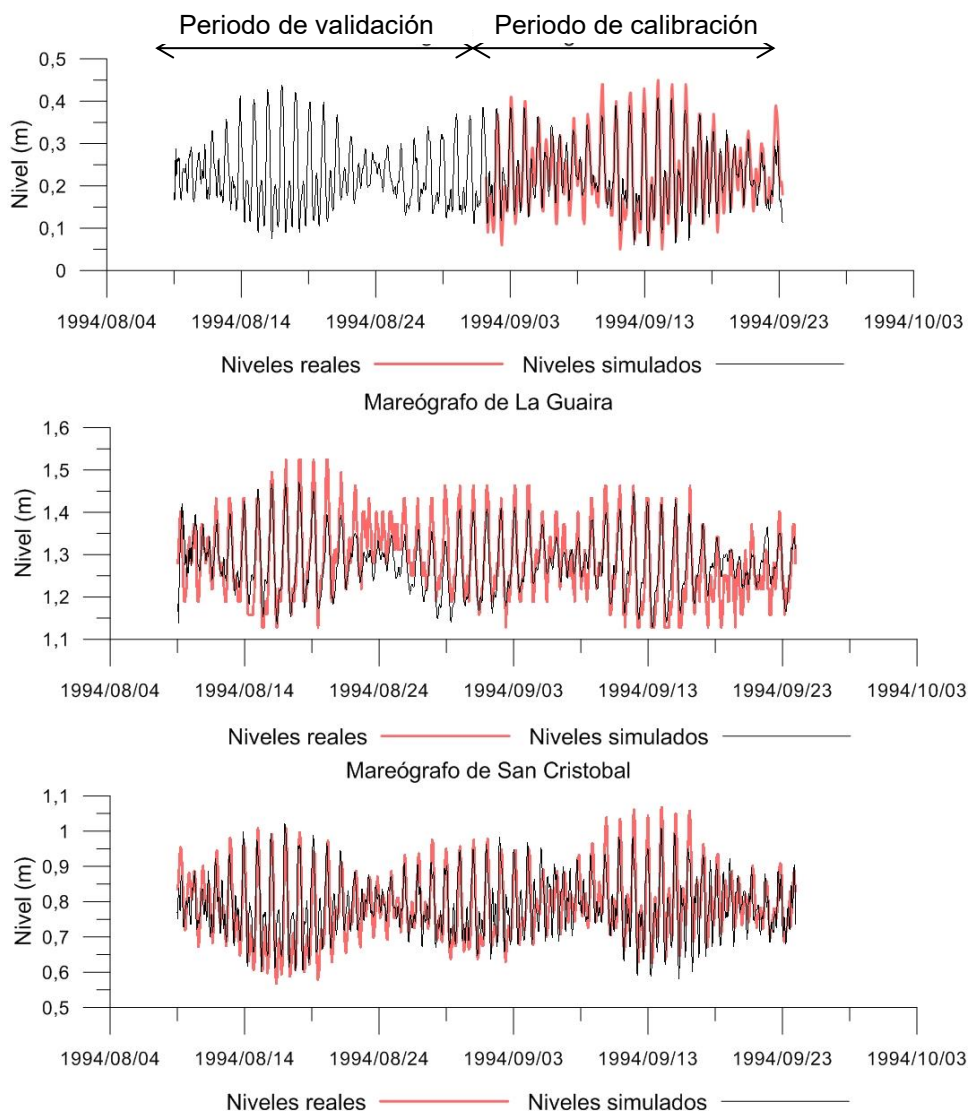 Periodo de validación Periodo de calibración
0,5
0,4
0,3
0,2
0,1
0
Nivel (m)
1994/08/04 1994/08/14 1994/08/24 1994/09/03 1994/09/13 1994/09/23 1994/10/03
Niveles reales Niveles simulados
Mareógrafo de La Guaira
1,6
1,5
1,4
1,3
1,2
1,1
Nivel (m)
1994/08/04 1994/08/14 1994/08/24 1994/09/03 1994/09/13 1994/09/23 1994/10/03
Niveles reales Niveles simulados
Mareógrafo de San Cristobal
1,1
1
0,9
0,8
0,7
0,6
0,5
Nivel (m)
1994/08/04 1994/08/14 1994/08/24 1994/09/03 1994/09/13 1994/09/23 1994/10/03
Niveles reales Niveles simulados